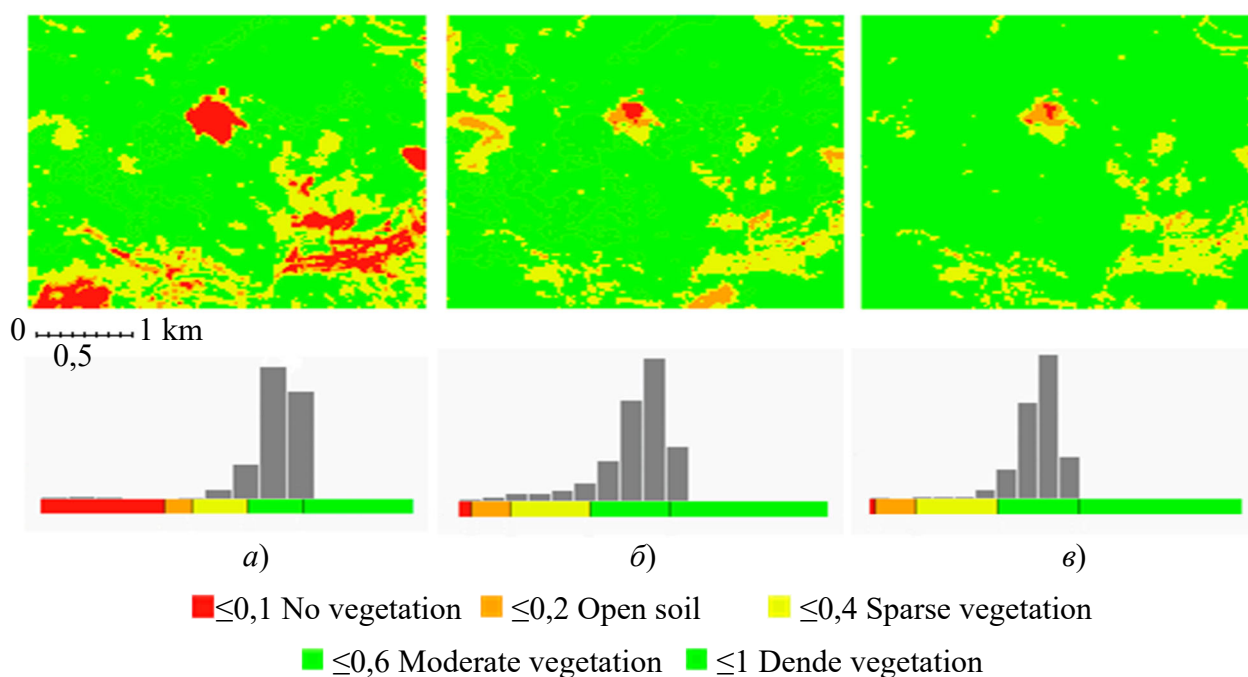 0 1 km
0,5
а) б) в)
≤0,1 No vegetation ≤0,2 Open soil ≤0,4 Sparse vegetation
≤0,6 Moderate vegetation ≤1 Dende vegetation